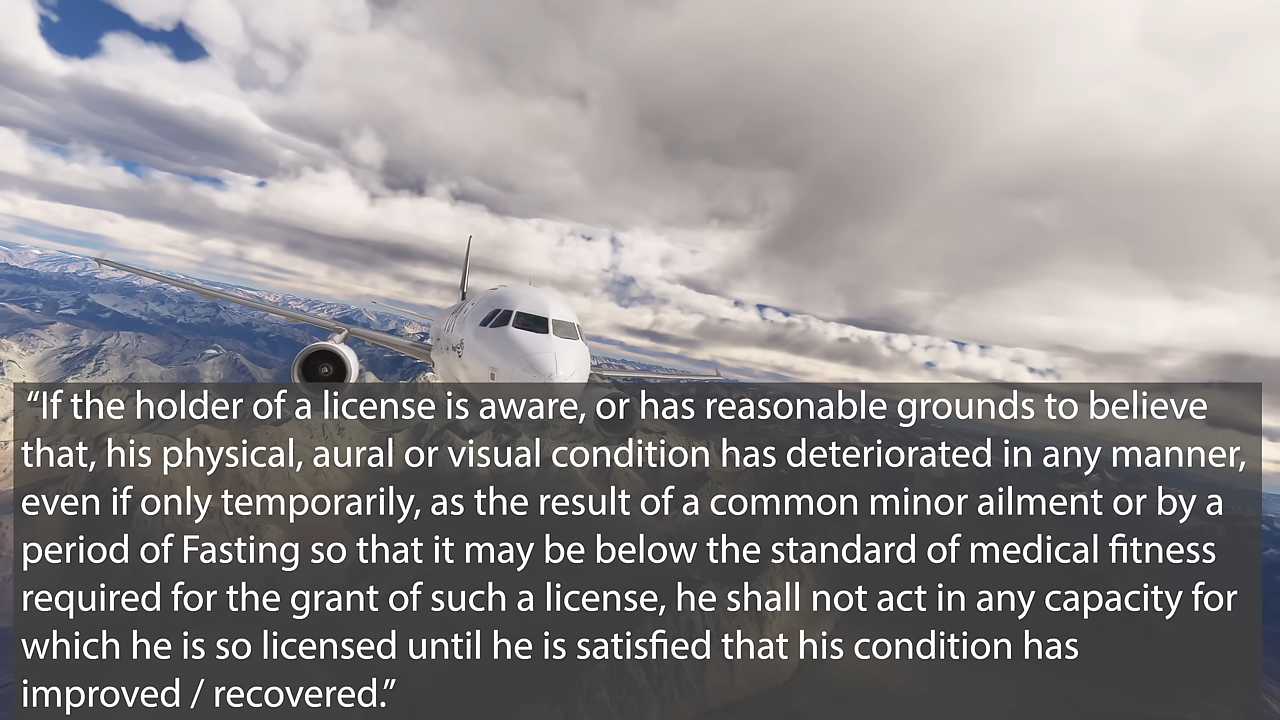 “If the holder of a license is aware, or has reasonable grounds to believe
that, his physical, aural or visual condition has deteriorated in any manner,
even if only temporarily, as the result of a common minor ailment or by a
period of Fasting so that it may be below the standard of medical fitness
required for the grant of such a license, he shall not act in any capacity for
which he is so licensed until he is satisfied that his condition has
improved / recovered.”